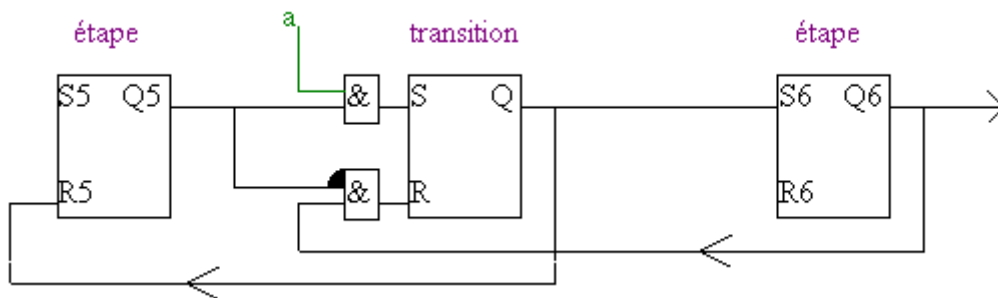 étape transition étape
a
S5 Q5 & S Q S6 Q6
R5 & R R6